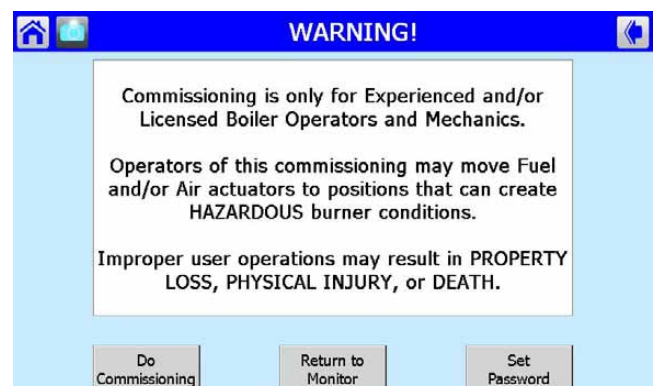 WARNING!
Commissioning is only for Experienced and/or
Licensed Boiler Operators and Mechanics.
Operators of this commissioning may move Fuel
and/or Air actuators to positions that can create
HAZARDOUS burner conditions.
Improper user operations may result in PROPERTY
LOSS, PHYSICAL INJURY, or DEATH.
Do
Commissioning
Return to
Monitor
Set
Password